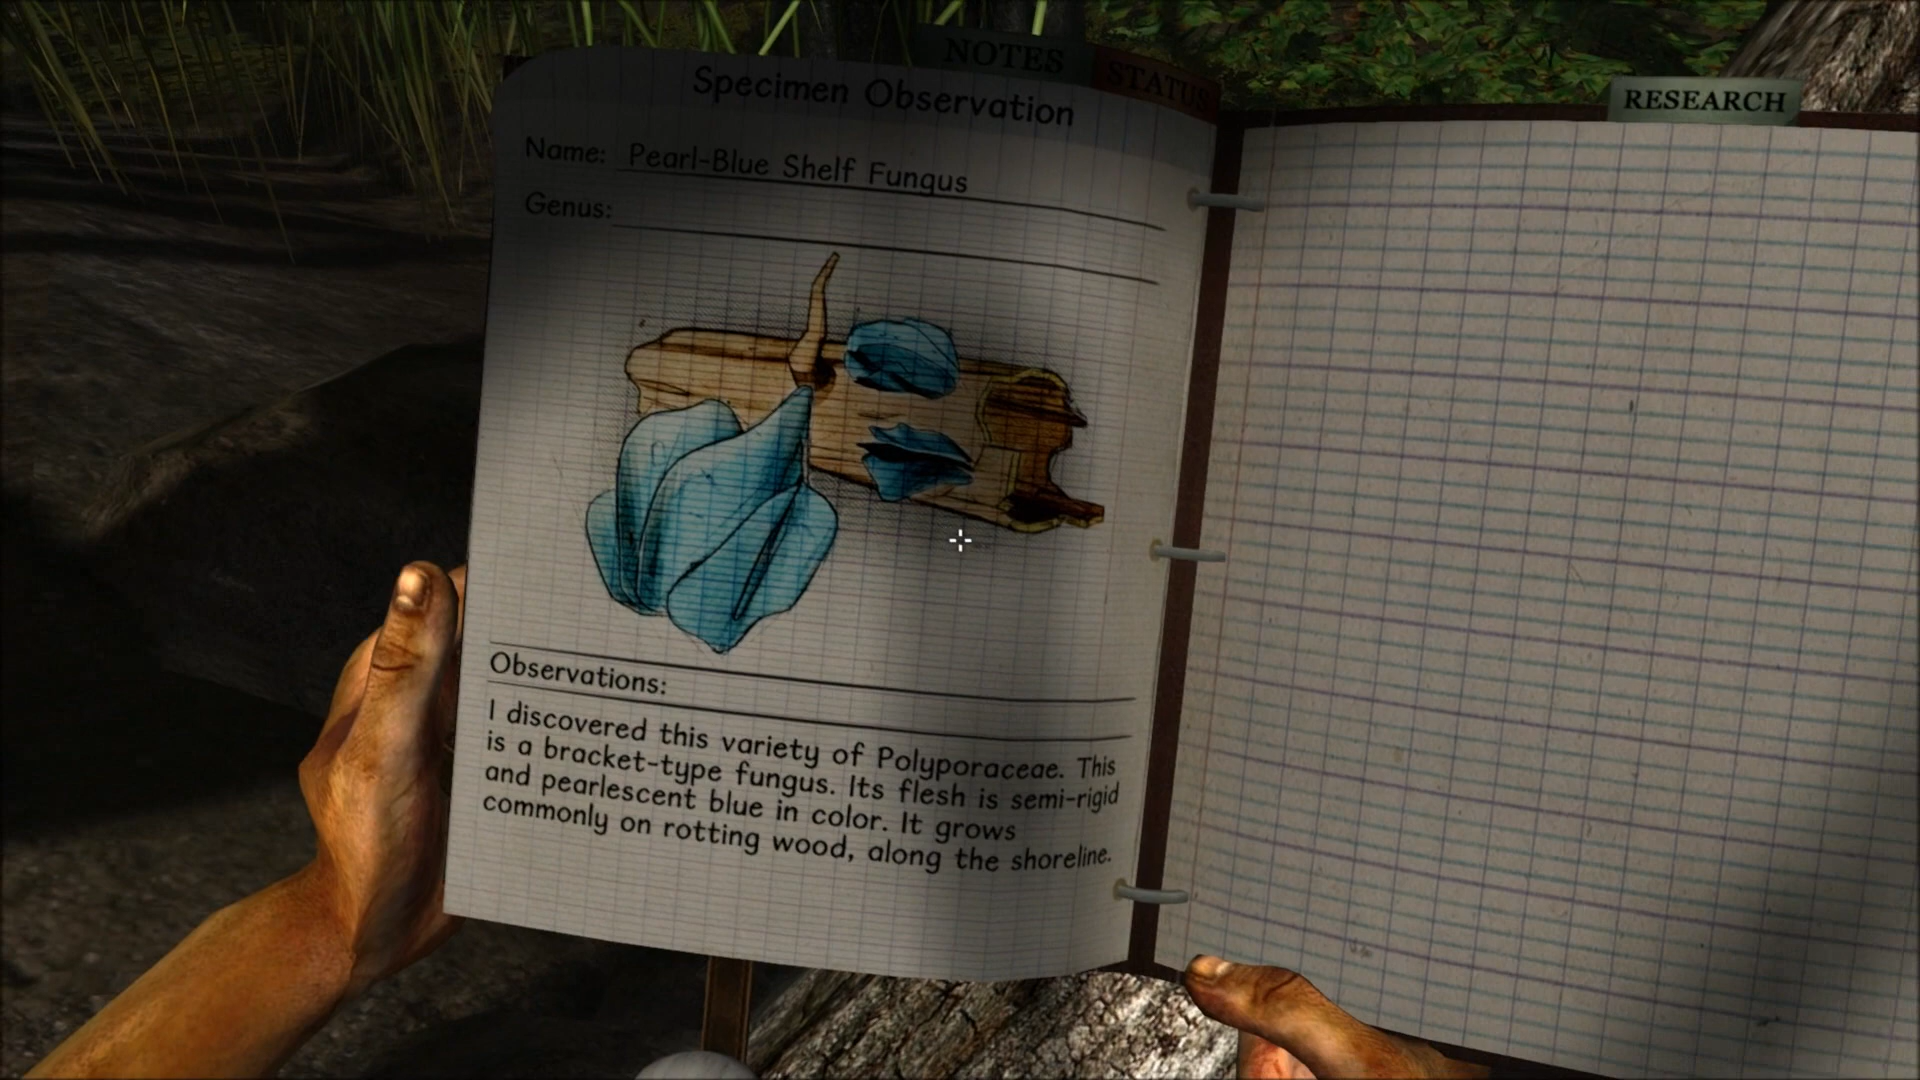 NOTES
STATUS
RESEARCH
Specimen Observation
Name: Pearl-Blue Shelf Fungus
Genus:
Observations:
I discovered this variety of Polyporaceae. This
is a bracket-type fungus. Its flesh is semi-rigid
and pearlescent blue in color. It grows
commonly on rotting wood, along the shoreline.